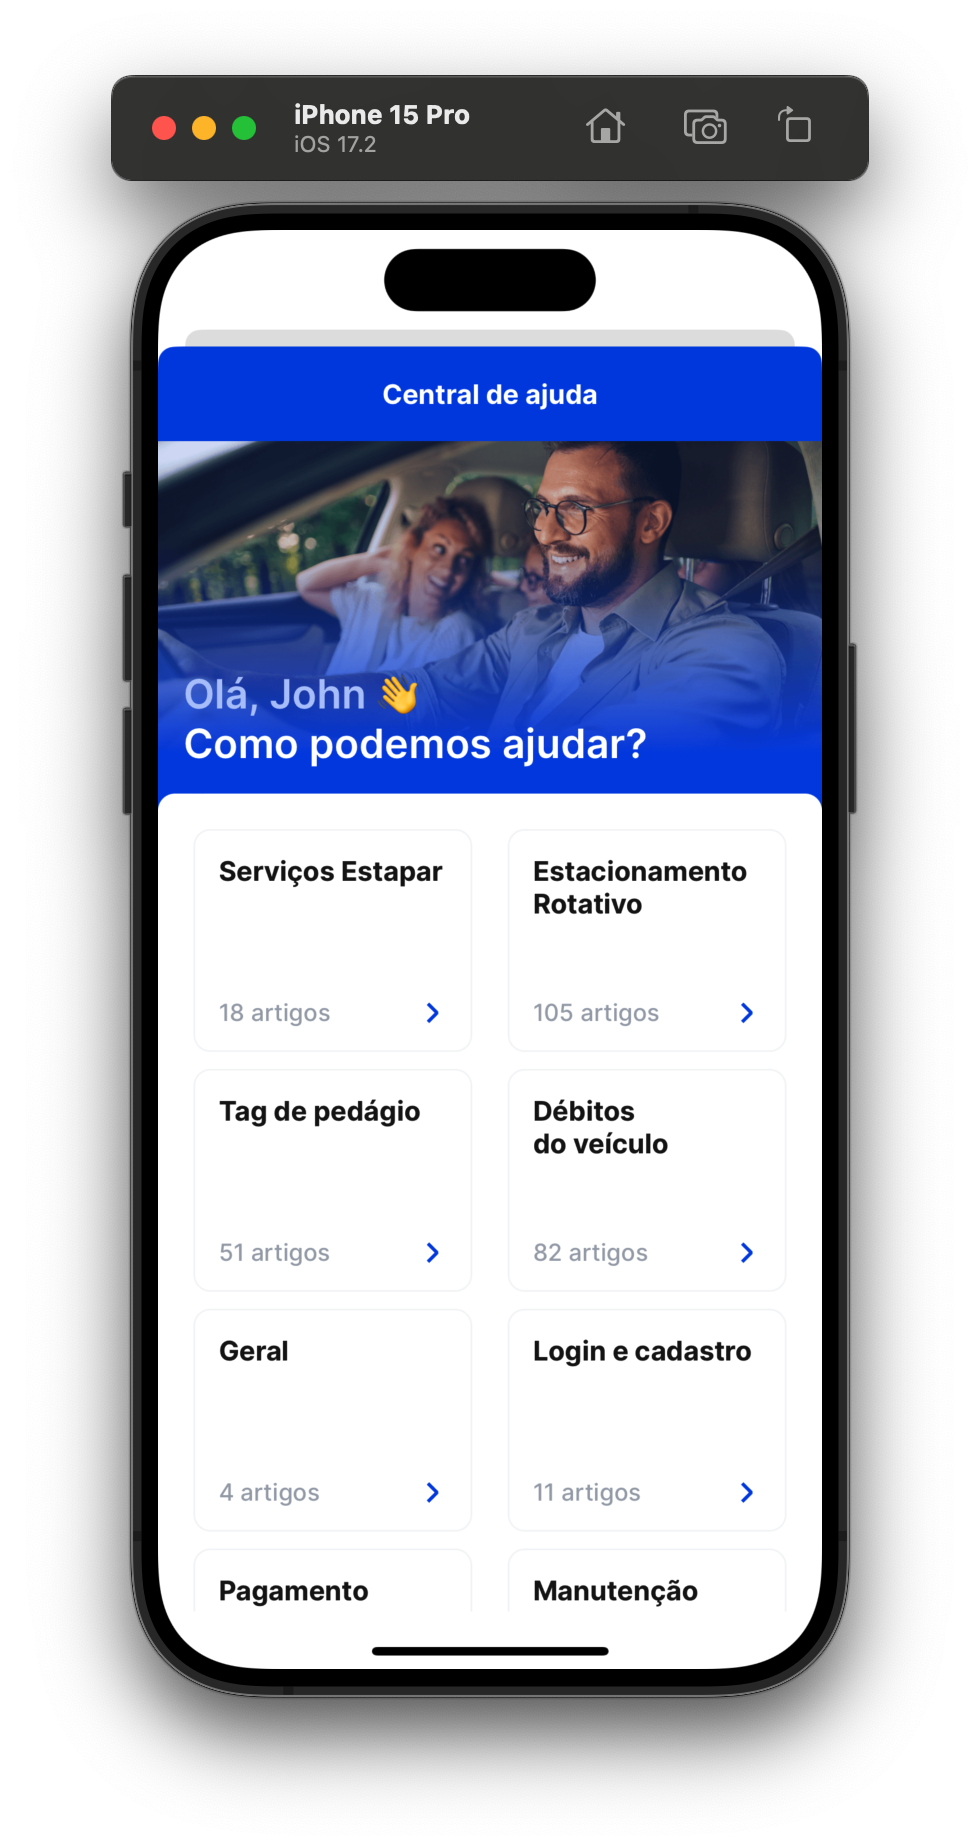 iPhone 15 Pro
iOS 17.2
Central de ajuda
Olá, John 👋
Como podemos ajudar?
Serviços Estapar
18 artigos
Estacionamento
Rotativo
105 artigos
Tag de pedágio
51 artigos
Débitos
do veículo
82 artigos
Geral
4 artigos
Login e cadastro
11 artigos
Pagamento
Manutenção